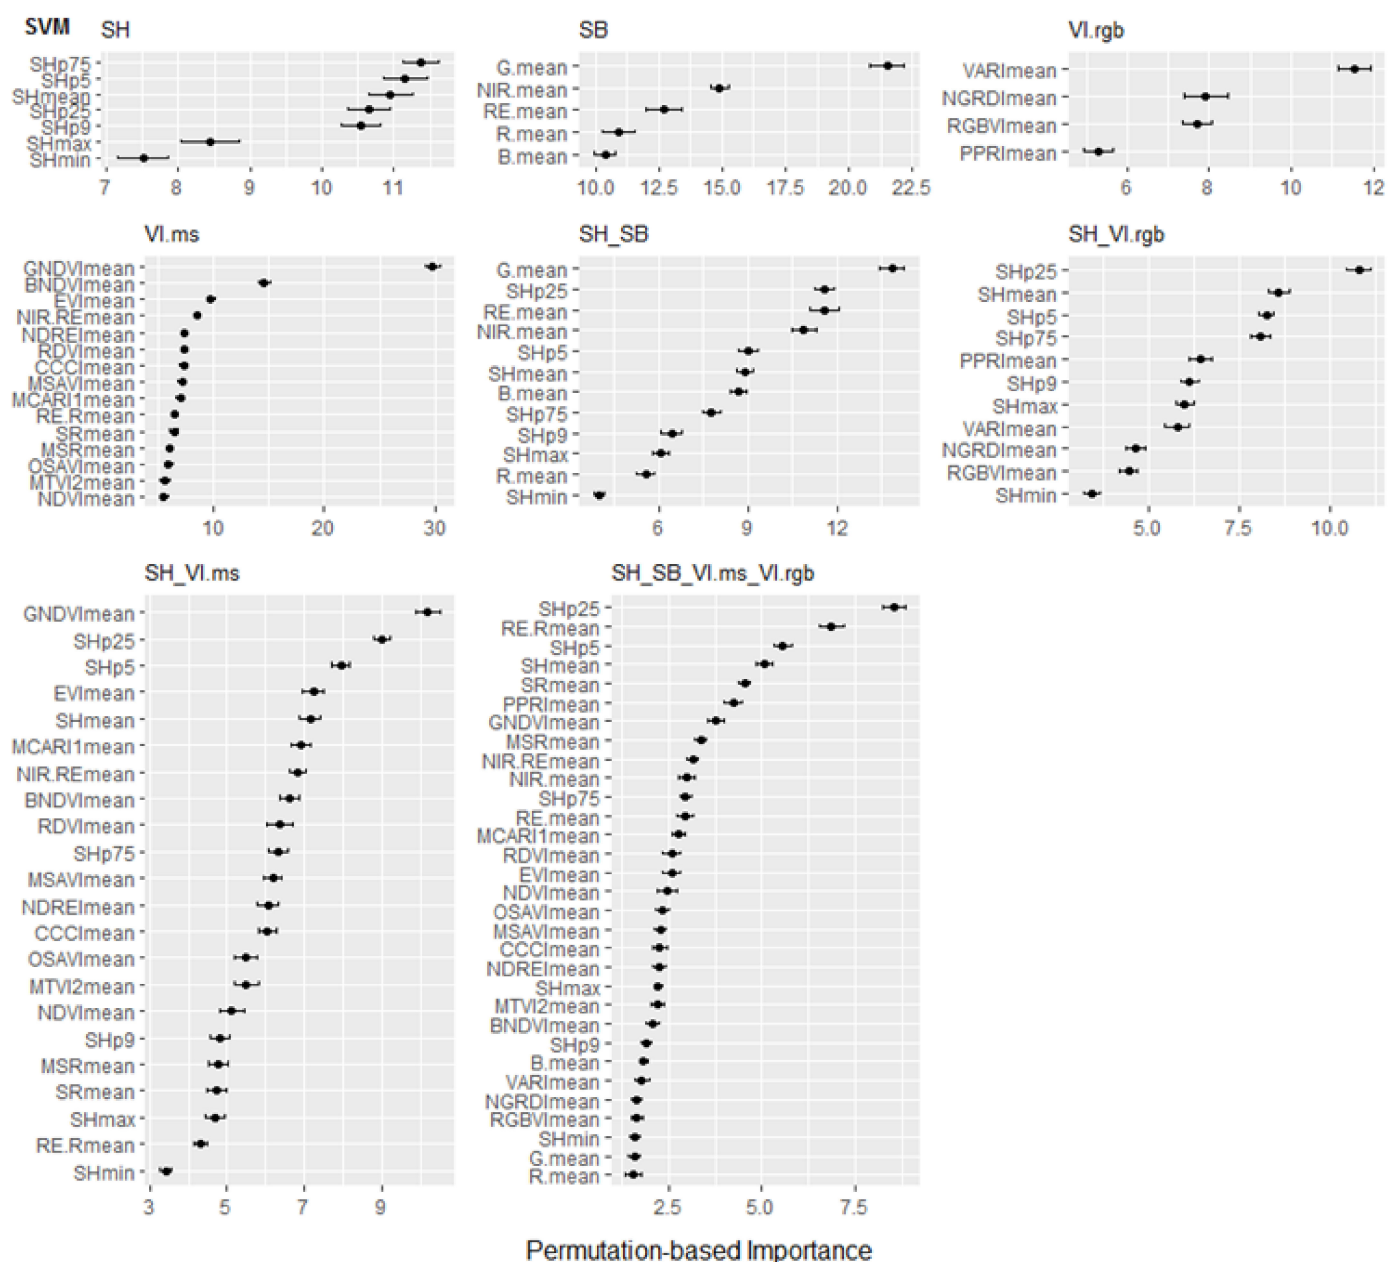 SVM SH
SHp75
SHp5
SHmean
SHp25
SHp9
SHmax
SHmin
7 8 9 10 11
SB
G.mean
NIR.mean
RE.mean
R.mean
B.mean
10.0 12.5 15.0 17.5 20.0 22.5
VI.rgb
VARImean
NGRDImean
RGBVImean
PPRImean
6 8 10 12
VI.ms
GNDVImean
BNDVImean
EVImean
NIR.REmean
NDREImean
RDVImean
CCCImean
MSAVImean
MCARI1mean
RE.Rmean
SRmean
MSRmean
OSAVImean
MTVI2mean
NDVImean
10 20 30
SH_SB
G.mean
SHp25
RE.mean
NIR.mean
SHp5
SHmean
B.mean
SHp75
SHp9
SHmax
R.mean
SHmin
6 9 12
SH_VI.rgb
SHp25
SHmean
SHp5
SHp75
PPRImean
SHp9
SHmax
VARImean
NGRDImean
RGBVImean
SHmin
5.0 7.5 10.0
SH_VI.ms
GNDVImean
SHp25
SHp5
EVImean
SHmean
MCARI1mean
NIR.REmean
BNDVImean
RDVImean
SHp75
MSAVImean
NDREImean
CCCImean
OSAVImean
MTVI2mean
NDVImean
SHp9
MSRmean
SRmean
SHmax
RE.Rmean
SHmin
3 5 7 9
SH_SB_VI.ms_VI.rgb
SHp25
RE.Rmean
SHp5
SHmean
SRmean
PPRImean
GNDVImean
MSRmean
NIR.REmean
NIR.mean
SHp75
RE.mean
MCARI1mean
RDVImean
EVImean
NDVImean
OSAVImean
MSAVImean
CCCImean
NDREImean
SHmax
MTVI2mean
BNDVImean
SHp9
B.mean
VARImean
NGRDImean
RGBVImean
SHmin
G.mean
R.mean
2.5 5.0 7.5
Permutation-based Importance